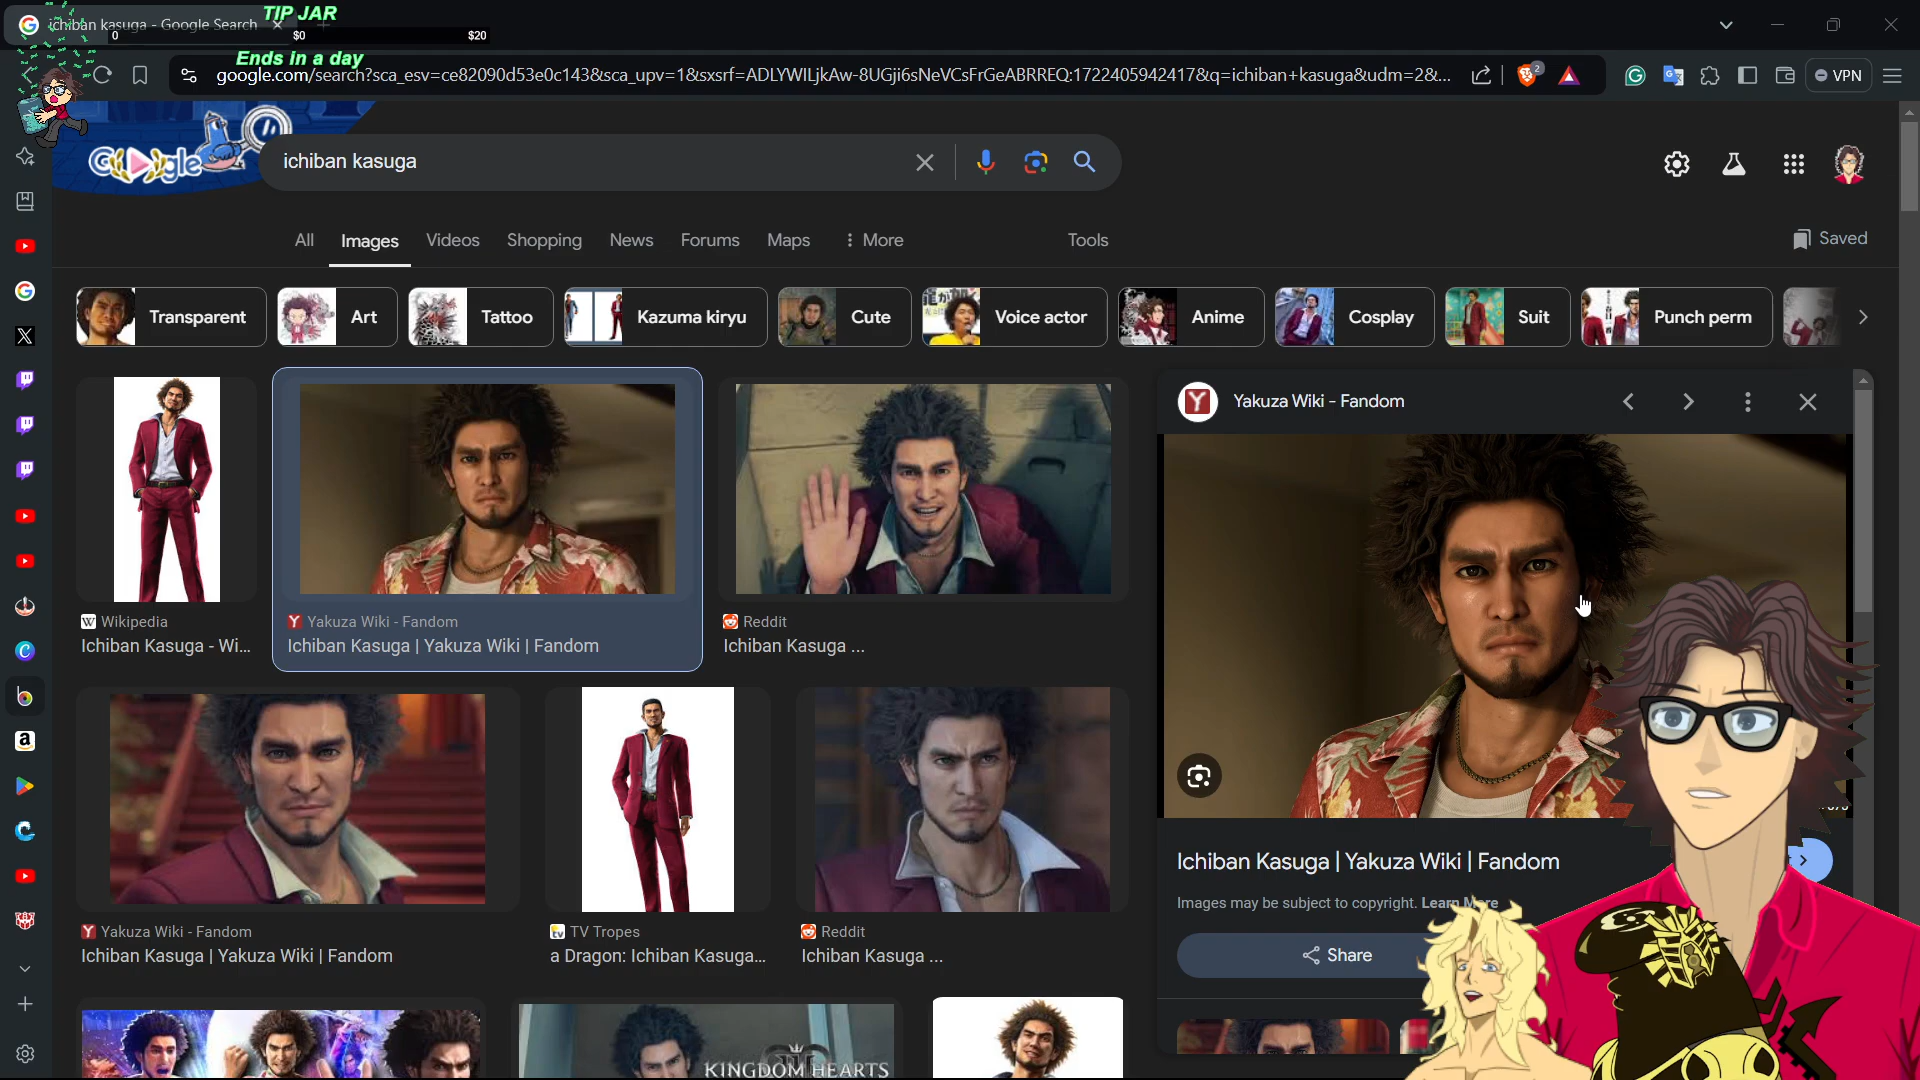 TIP JAR
ichiban kasuga - Google Search
0 $0 $20
Ends in a day
google.com/search?sca_esv=ce82090d53e0c143&sca_upv=1&sxsrf=ADLYWILjkAw-8UGji6sNeVCsFrGeABRRREQ:1722405942417&q=ichiban+kasuga&udm=2&...
2
VPN
Google
ichiban kasuga
All Images Videos Shopping News Forums Maps More Tools
Saved
Transparent Art Tattoo Kazuma kiryu Cute Voice actor Anime Cosplay Suit Punch perm
Yakuza Wiki - Fandom
Wikipedia
Ichiban Kasuga - Wi...
Yakuza Wiki - Fandom
Ichiban Kasuga | Yakuza Wiki | Fandom
Reddit
Ichiban Kasuga ...
Yakuza Wiki - Fandom
Ichiban Kasuga | Yakuza Wiki | Fandom
TV Tropes
a Dragon: Ichiban Kasuga...
Reddit
Ichiban Kasuga ...
KINGDOM HEARTS
Ichiban Kasuga | Yakuza Wiki | Fandom
Images may be subject to copyright. Learn More
Share